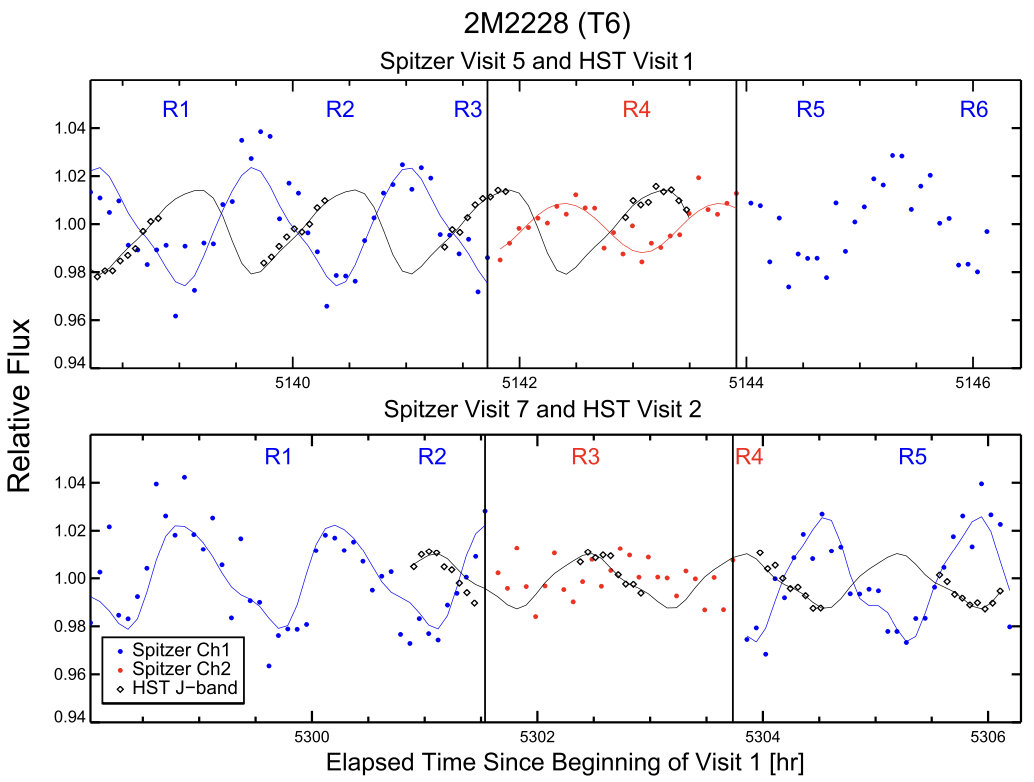 2M2228 (T6)
Spitzer Visit 5 and HST Visit 1
R1 R2 R3 R4 R5 R6
1.04
1.02
1.00
0.98
0.96
0.94
5140 5142 5144 5146
Spitzer Visit 7 and HST Visit 2
Relative Flux
R1 R2 R3 R4 R5
1.04
1.02
1.00
0.98
0.96
0.94
Spitzer Ch1
Spitzer Ch2
HST J−band
5300 5302 5304 5306
Elapsed Time Since Beginning of Visit 1 [hr]